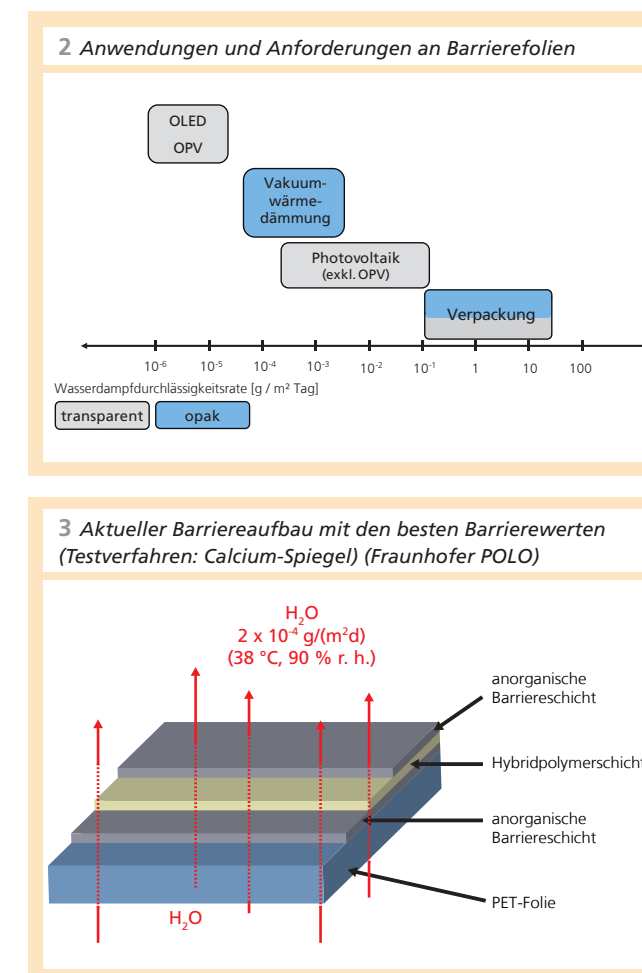 2 Anwendungen und Anforderungen an Barrierefolien
OLED
OPV
Vakuum-
wärme-
dämmung
Photovoltaik
(exkl. OPV)
Verpackung
10⁻⁶ 10⁻⁵ 10⁻⁴ 10⁻³ 10⁻² 10⁻¹ 1 10 100
Wasserdampfdurchlässigkeitsrate [g / m² Tag]
transparent opak
3 Aktueller Barriereaufbau mit den besten Barrierewerten
(Testverfahren: Calcium-Spiegel) (Fraunhofer POLO)
H₂O
2 x 10⁻⁴ g/(m²d)
(38 °C, 90 % r. h.)
anorganische
Barriereschicht
Hybridpolymerschicht
anorganische
Barriereschicht
PET-Folie
H₂O